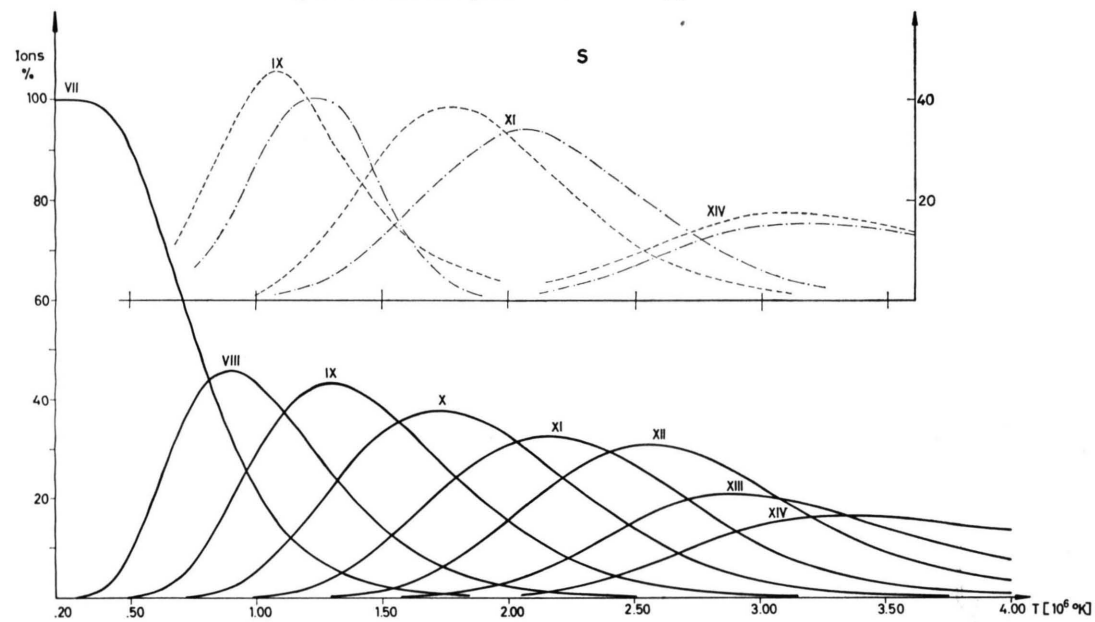 S
Ions
%
IX
VII
100
40
XI
80
20
XIV
60
VIII
IX
40
X
XI
XII
XIII
20
XIV
.20 .50 1.00 1.50 2.00 2.50 3.00 3.50 4.00 T [10⁶ °K]